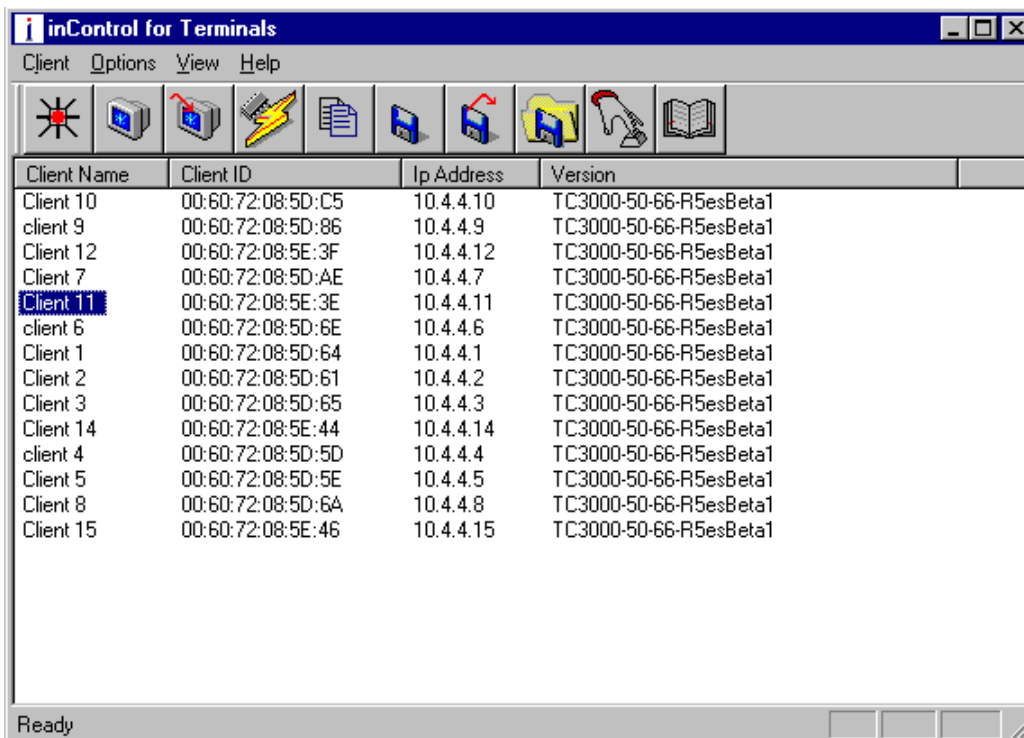 inControl for Terminals
Client Options View Help
Client Name Client ID Ip Address Version
Client 10 00:60:72:08:5D:C5 10.4.4.10 TC3000-50-66-R5esBeta1
client 9 00:60:72:08:5D:86 10.4.4.9 TC3000-50-66-R5esBeta1
Client 12 00:60:72:08:5E:3F 10.4.4.12 TC3000-50-66-R5esBeta1
Client 7 00:60:72:08:5D:AE 10.4.4.7 TC3000-50-66-R5esBeta1
Client 11 00:60:72:08:5E:3E 10.4.4.11 TC3000-50-66-R5esBeta1
client 6 00:60:72:08:5D:6E 10.4.4.6 TC3000-50-66-R5esBeta1
Client 1 00:60:72:08:5D:64 10.4.4.1 TC3000-50-66-R5esBeta1
Client 2 00:60:72:08:5D:61 10.4.4.2 TC3000-50-66-R5esBeta1
Client 3 00:60:72:08:5D:65 10.4.4.3 TC3000-50-66-R5esBeta1
Client 14 00:60:72:08:5E:44 10.4.4.14 TC3000-50-66-R5esBeta1
client 4 00:60:72:08:5D:5D 10.4.4.4 TC3000-50-66-R5esBeta1
Client 5 00:60:72:08:5D:5E 10.4.4.5 TC3000-50-66-R5esBeta1
Client 8 00:60:72:08:5D:6A 10.4.4.8 TC3000-50-66-R5esBeta1
Client 15 00:60:72:08:5E:46 10.4.4.15 TC3000-50-66-R5esBeta1
Ready